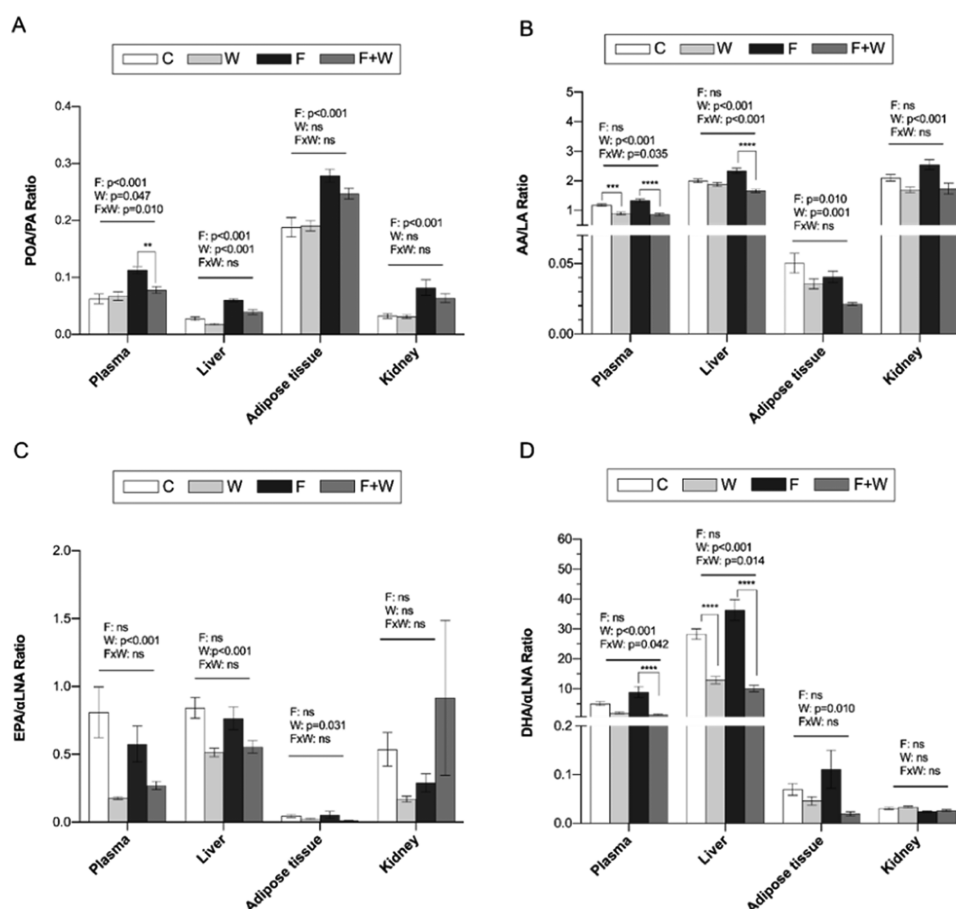 A
C W F F+W
POA/PA Ratio
0.4
0.3
0.2
0.1
0.0
F: p<0.001
W: p=0.047
FxW: p=0.010
**
F: p<0.001
W: p<0.001
FxW: ns
F: p<0.001
W: ns
FxW: ns
F: p<0.001
W: ns
FxW: ns
Plasma
Liver
Adipose tissue
Kidney
B
C W F F+W
AA/LA Ratio
5
4
3
2
1
0.05
0.00
F: ns
W: p<0.001
FxW: p=0.035
*** ****
F: ns
W: p<0.001
FxW: p<0.001
****
F: p=0.010
W: p=0.001
FxW: ns
F: ns
W: p<0.001
FxW: ns
Plasma
Liver
Adipose tissue
Kidney
C
C W F F+W
EPA/αLNA Ratio
2.0
1.5
1.0
0.5
0.0
F: ns
W: p<0.001
FxW: ns
F: ns
W:p<0.001
FxW: ns
F: ns
W: p=0.031
FxW: ns
F: ns
W: ns
FxW: ns
Plasma
Liver
Adipose tissue
Kidney
D
C W F F+W
DHA/αLNA Ratio
60
50
40
30
20
10
0.2
0.1
0.0
F: ns
W: p<0.001
FxW: p=0.042
****
F: ns
W: p<0.001
FxW: p=0.014
**** ****
F: ns
W: p=0.010
FxW: ns
F: ns
W: ns
FxW: ns
Plasma
Liver
Adipose tissue
Kidney